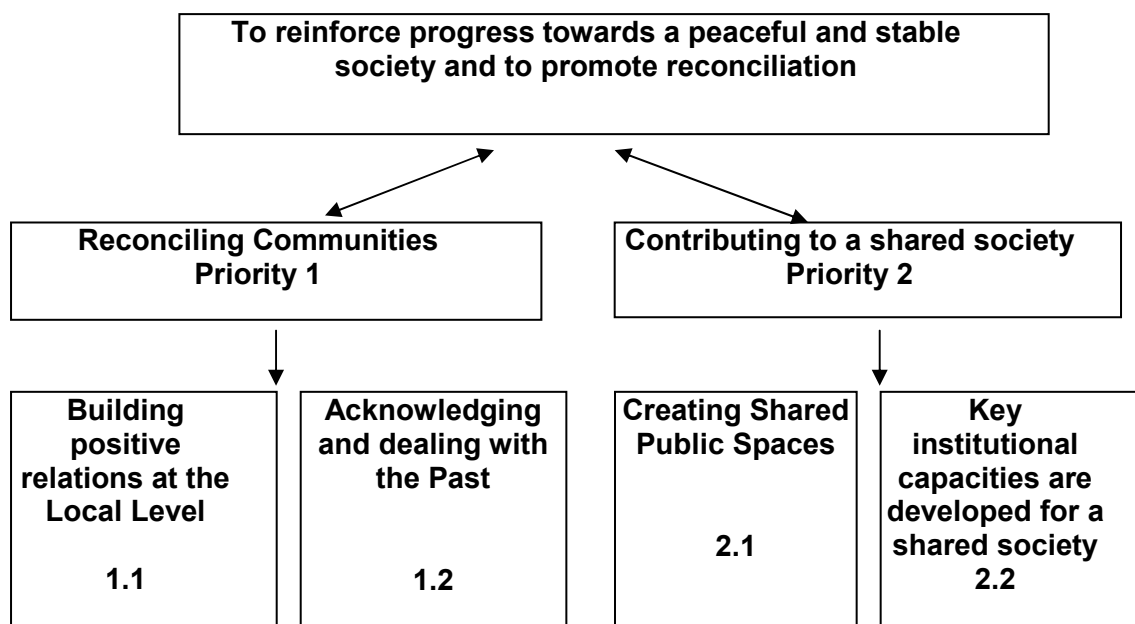 To reinforce progress towards a peaceful and stable
society and to promote reconciliation
Reconciling Communities
Priority 1
Contributing to a shared society
Priority 2
Building
positive
relations at the
Local Level
1.1
Acknowledging
and dealing with
the Past
1.2
Creating Shared
Public Spaces
2.1
Key
institutional
capacities are
developed for a
shared society
2.2